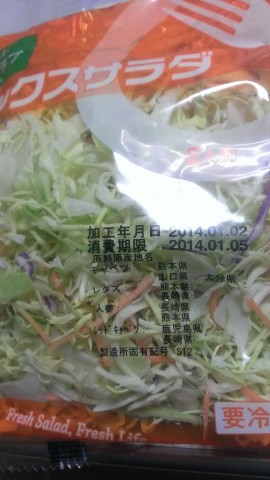 ックスサラダ
加工年月日 2014.01.02
消費期限 2014.01.05
原料原産地名
キャベツ: 熊本県
山口県 大分県
レタス: 熊本県
長崎県
人参: 長崎県
熊本県
レッドキャベツ: 鹿児島県
長崎県
製造所固有記号 S12
Fresh Salad, Fresh Life
要冷